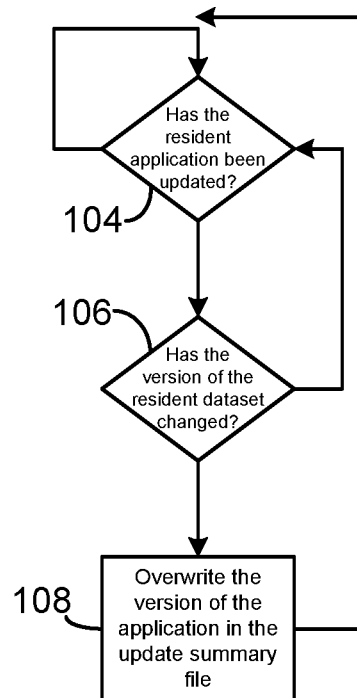 Has the
resident
application been
updated?
104
106
Has the
version of the
resident dataset
changed?
108
Overwrite the
version of the
application in the
update summary
file